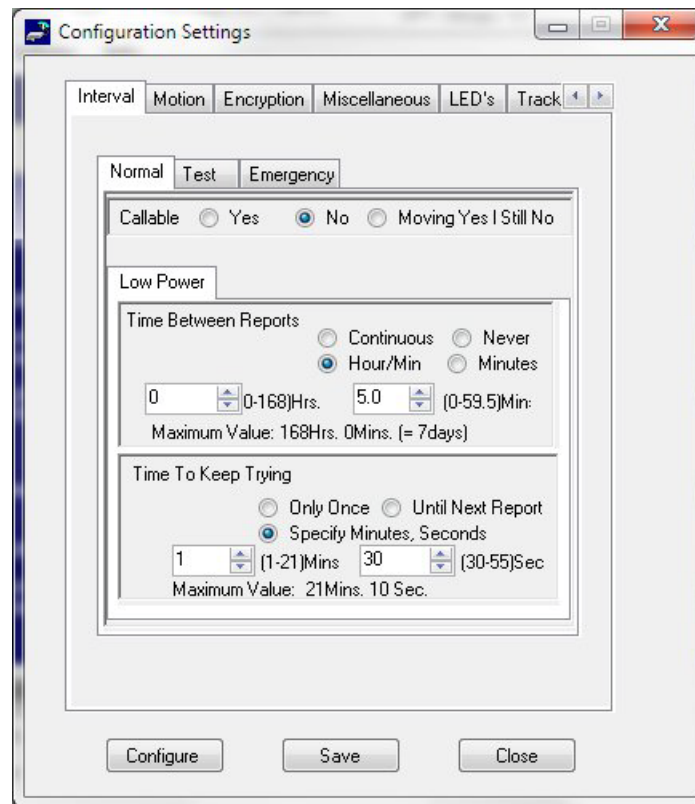 Configuration Settings
Interval Motion Encryption Miscellaneous LED's Track
Normal Test Emergency
Callable Yes No Moving Yes I Still No
Low Power
Time Between Reports
Continuous Never
Hour/Min Minutes
0 0-168)Hrs. 5.0 (0-59.5)Min:
Maximum Value: 168Hrs. 0Mins. (= 7days)
Time To Keep Trying
Only Once Until Next Report
Specify Minutes, Seconds
1 (1-21)Mins 30 (30-55)Sec
Maximum Value: 21Mins. 10 Sec.
Configure Save Close